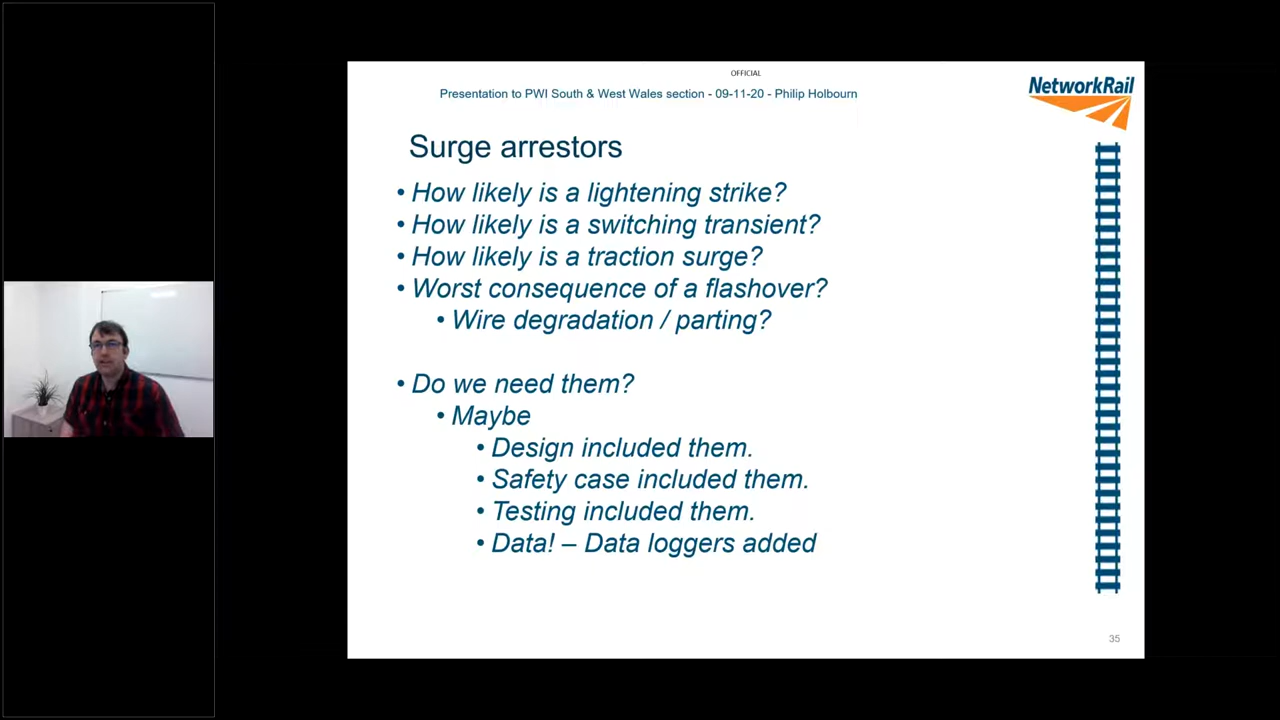 OFFICIAL
Presentation to PWI South & West Wales section - 09-11-20 - Philip Holbourn
NetworkRail
Surge arrestors
• How likely is a lightening strike?
• How likely is a switching transient?
• How likely is a traction surge?
• Worst consequence of a flashover?
• Wire degradation / parting?
• Do we need them?
• Maybe
• Design included them.
• Safety case included them.
• Testing included them.
• Data! – Data loggers added
35